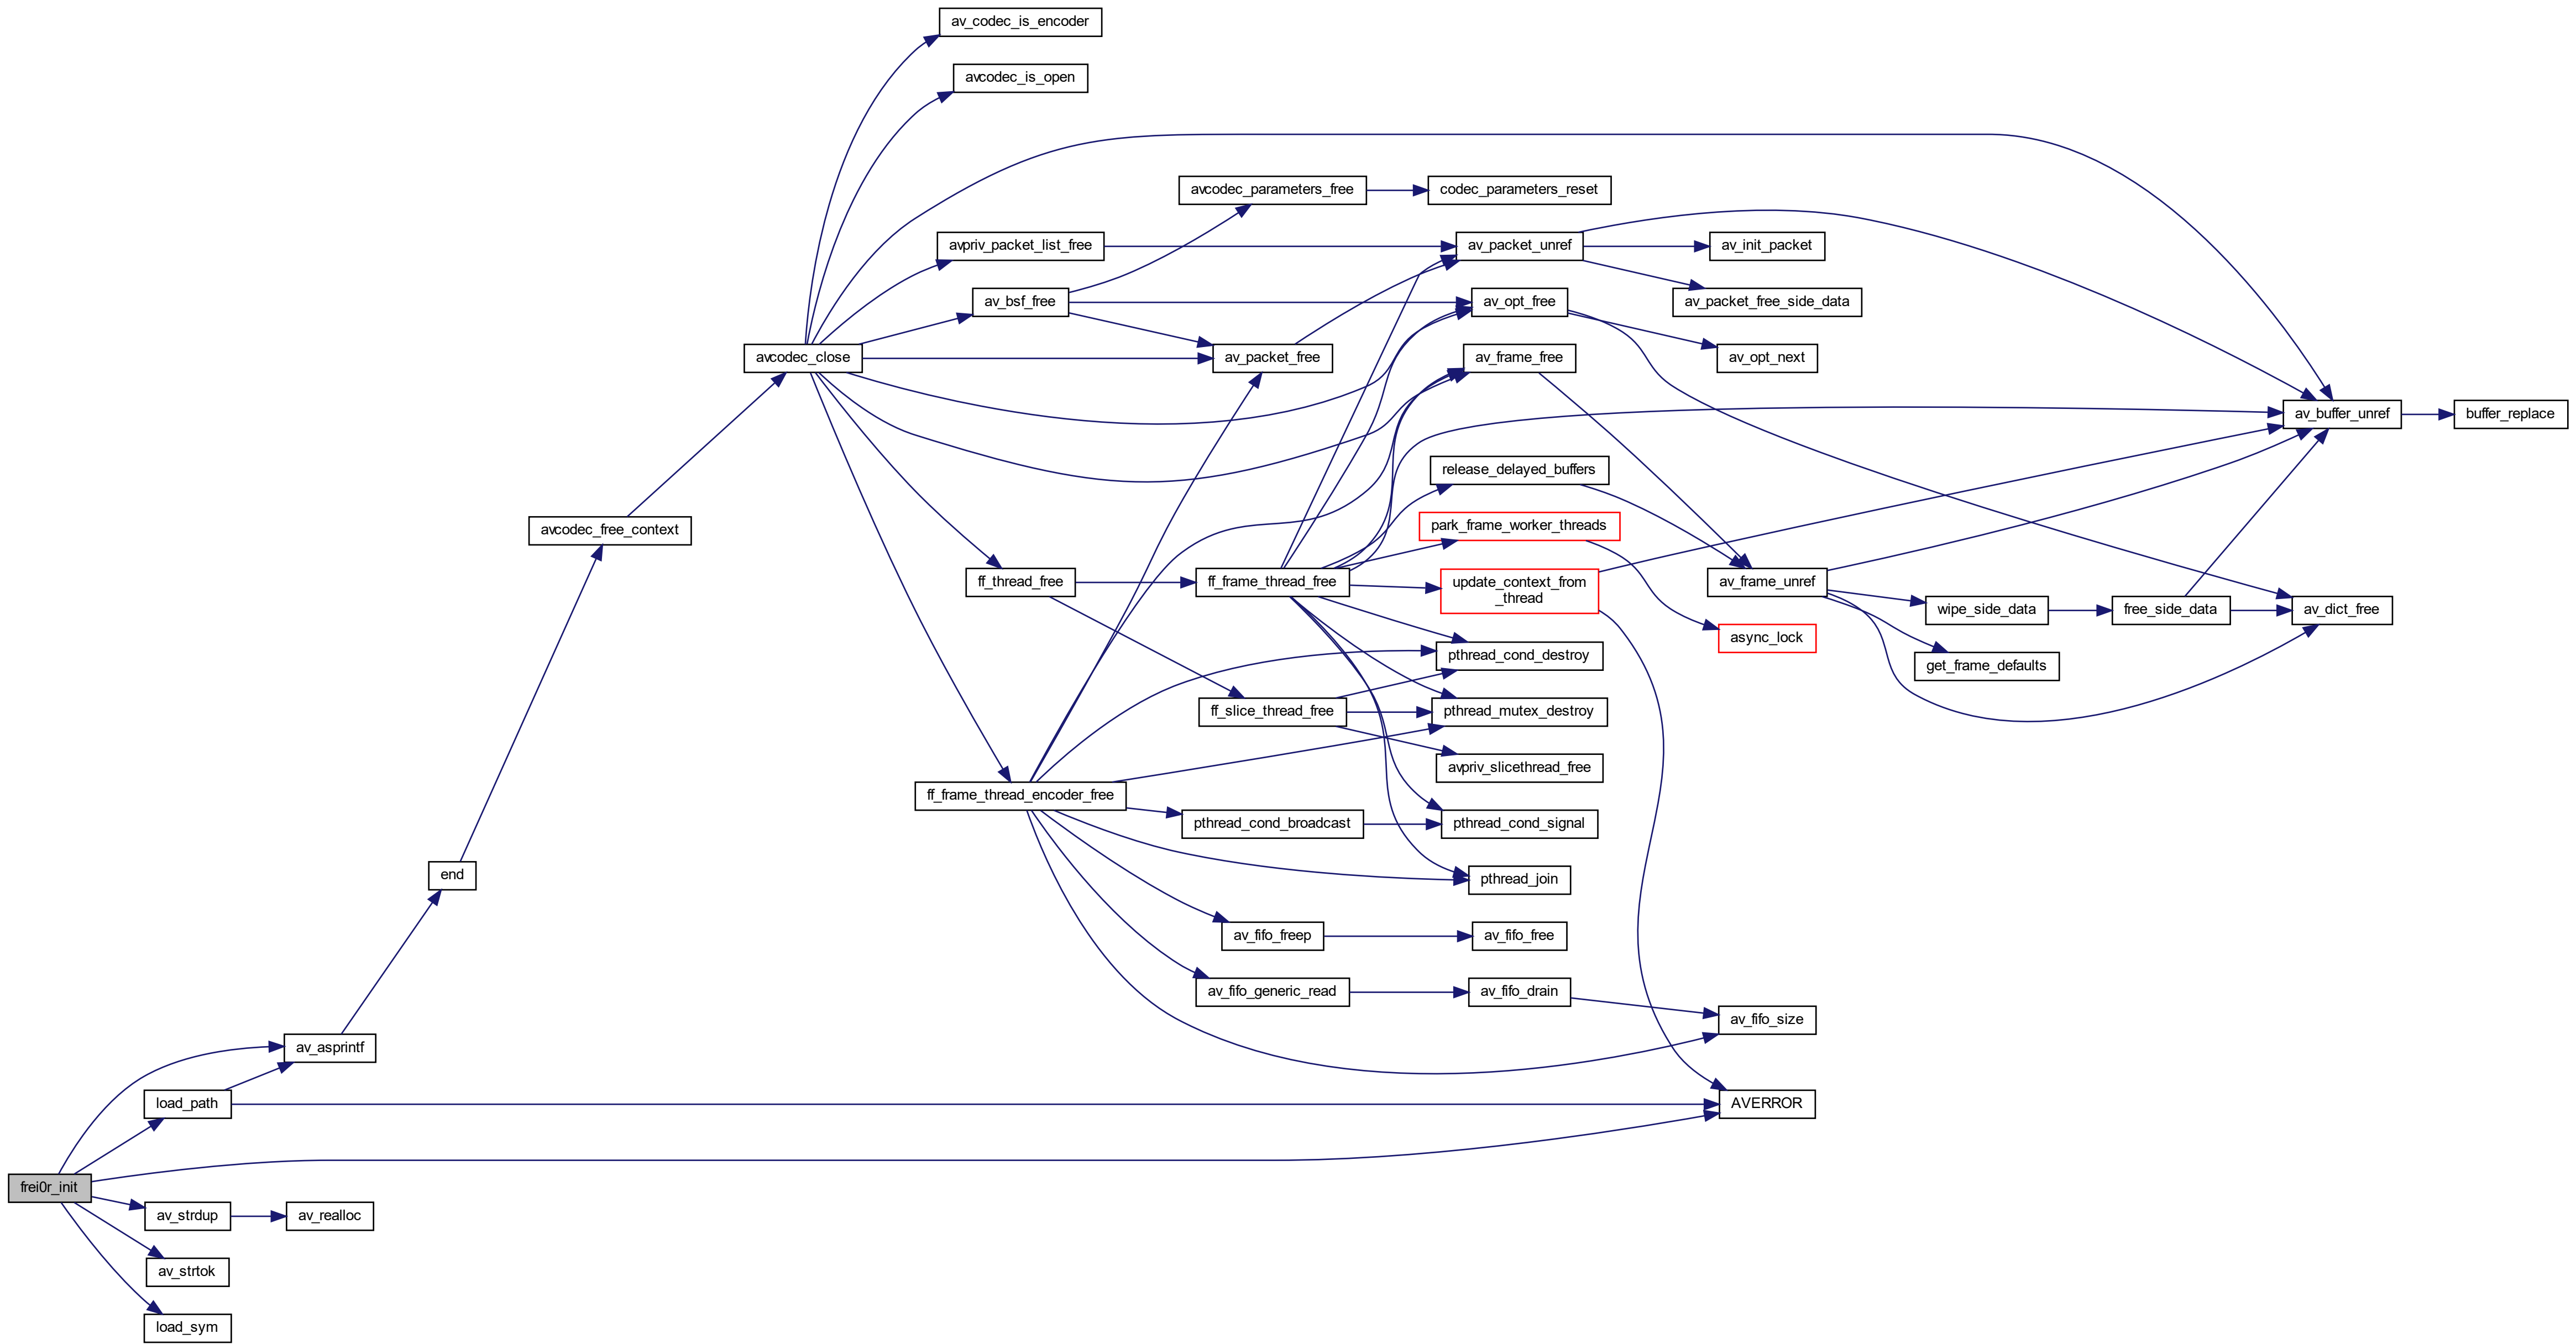 av_codec_is_encoder
avcodec_is_open
avcodec_parameters_free
codec_parameters_reset
avpriv_packet_list_free
av_packet_unref
av_init_packet
av_bsf_free
av_opt_free
av_packet_free_side_data
avcodec_close
av_packet_free
av_frame_free
av_opt_next
av_buffer_unref
buffer_replace
release_delayed_buffers
avcodec_free_context
park_frame_worker_threads
ff_thread_free
ff_frame_thread_free
update_context_from
_thread
av_frame_unref
wipe_side_data
free_side_data
av_dict_free
async_lock
pthread_cond_destroy
get_frame_defaults
ff_slice_thread_free
pthread_mutex_destroy
avpriv_slicethread_free
ff_frame_thread_encoder_free
pthread_cond_broadcast
pthread_cond_signal
end
pthread_join
av_fifo_freep
av_fifo_free
av_fifo_generic_read
av_fifo_drain
av_fifo_size
av_asprintf
load_path
AVERROR
frei0r_init
av_strdup
av_realloc
av_strtok
load_sym